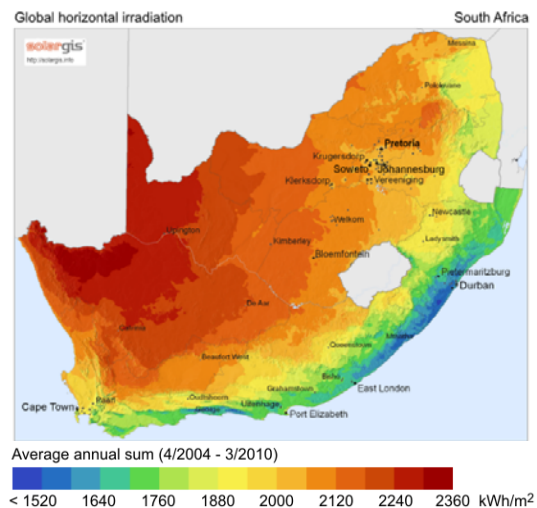 Global horizontal irradiation
South Africa
solargis
http://solargis.info
Messina
Polokwane
Pretoria
Krugersdorp
Soweto
Johannesburg
Klerksdorp
Vereeniging
Welkom
Newcastle
Upington
Kimberley
Ladysmith
Bloemfontein
Pietermaritzburg
Durban
De Aar
Queenstown
Beaufort West
Grahamstown
East London
Oudtshoorn
Cape Town
Paarl
George
Uitenhage
Port Elizabeth
Average annual sum (4/2004 - 3/2010)
< 1520 1640 1760 1880 2000 2120 2240 2360 kWh/m²